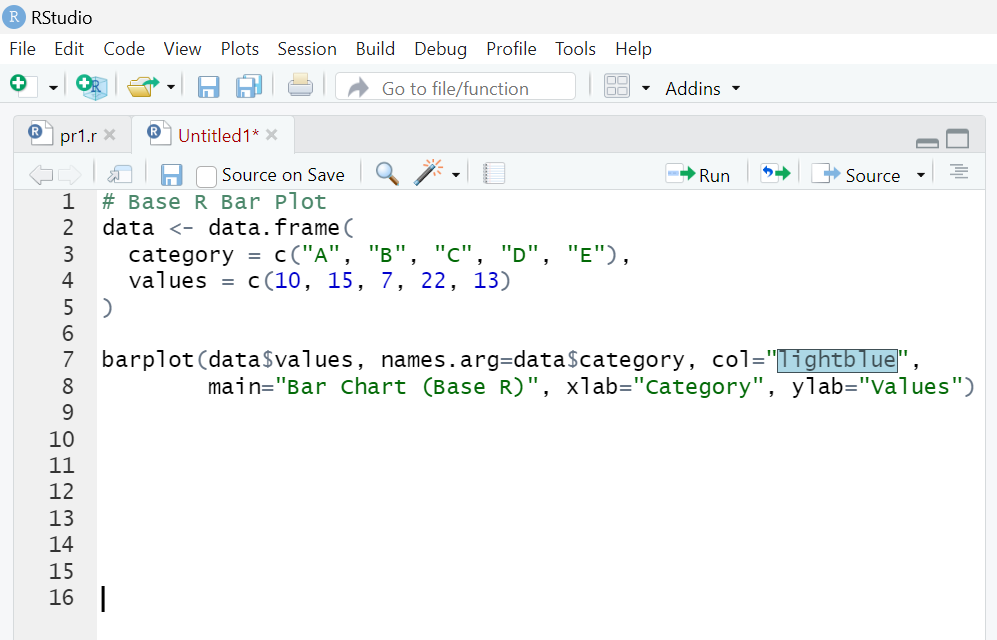 R RStudio
File Edit Code View Plots Session Build Debug Profile Tools Help
R Go to file/function Addins
R pr1.r R Untitled1*
Source on Save Run Source
1 # Base R Bar Plot
2 data <- data.frame(
3   category = c("A", "B", "C", "D", "E"),
4   values = c(10, 15, 7, 22, 13)
5 )
6
7 barplot(data$values, names.arg=data$category, col="lightblue",
8         main="Bar Chart (Base R)", xlab="Category", ylab="Values")
9
10
11
12
13
14
15
16